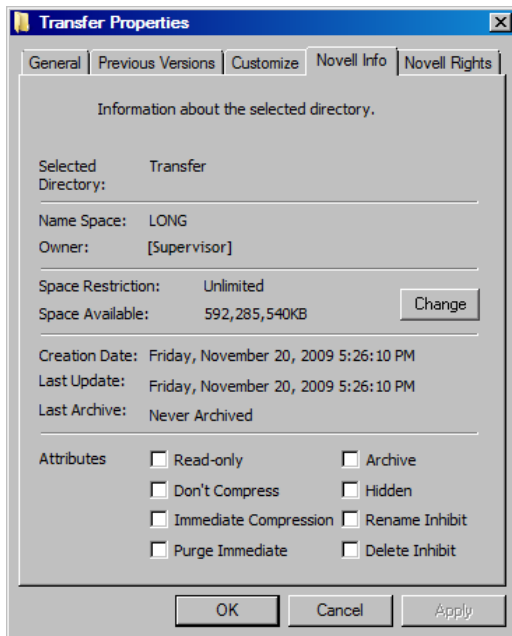 Transfer Properties
General Previous Versions Customize Novell Info Novell Rights
Information about the selected directory.
Selected Directory: Transfer
Name Space: LONG
Owner: [Supervisor]
Space Restriction: Unlimited
Space Available: 592,285,540KB
Change
Creation Date: Friday, November 20, 2009 5:26:10 PM
Last Update: Friday, November 20, 2009 5:26:10 PM
Last Archive: Never Archived
Attributes Read-only Archive
Don't Compress Hidden
Immediate Compression Rename Inhibit
Purge Immediate Delete Inhibit
OK Cancel Apply